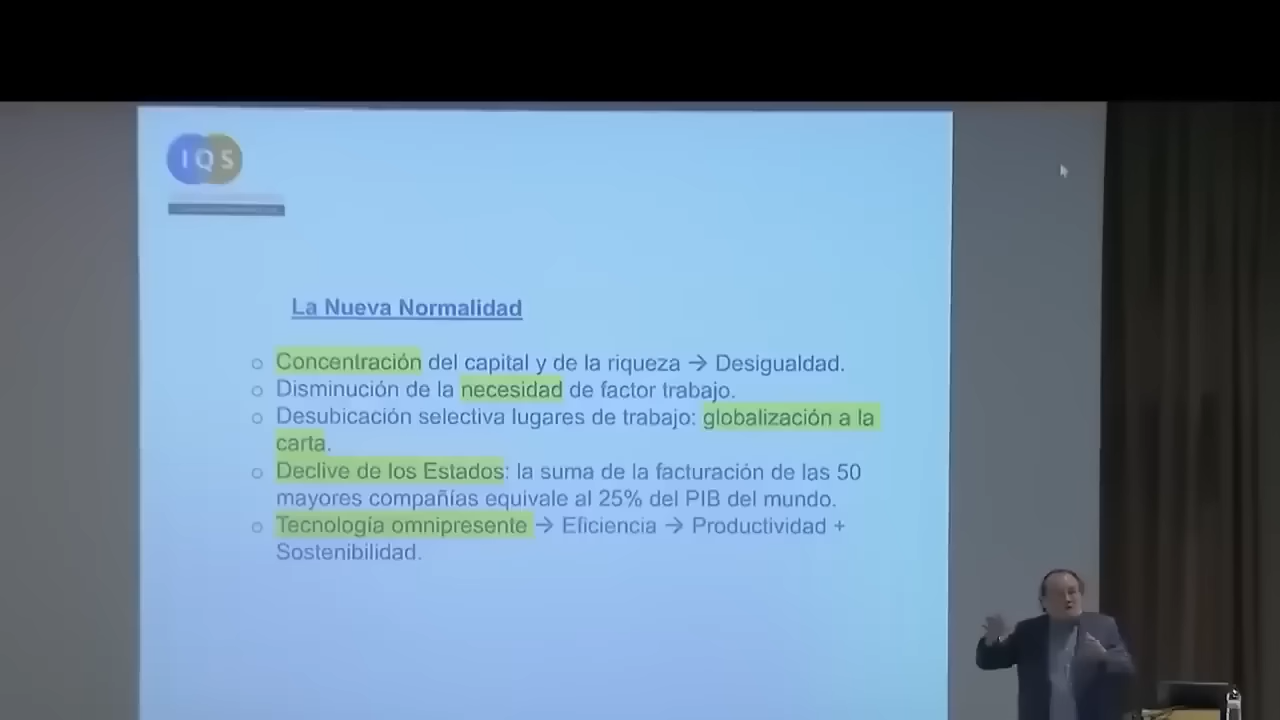 IQS
La Nueva Normalidad
o Concentración del capital y de la riqueza → Desigualdad.
o Disminución de la necesidad de factor trabajo.
o Desubicación selectiva lugares de trabajo: globalización a la
carta.
o Declive de los Estados: la suma de la facturación de las 50
mayores compañías equivale al 25% del PIB del mundo.
o Tecnología omnipresente → Eficiencia → Productividad +
Sostenibilidad.